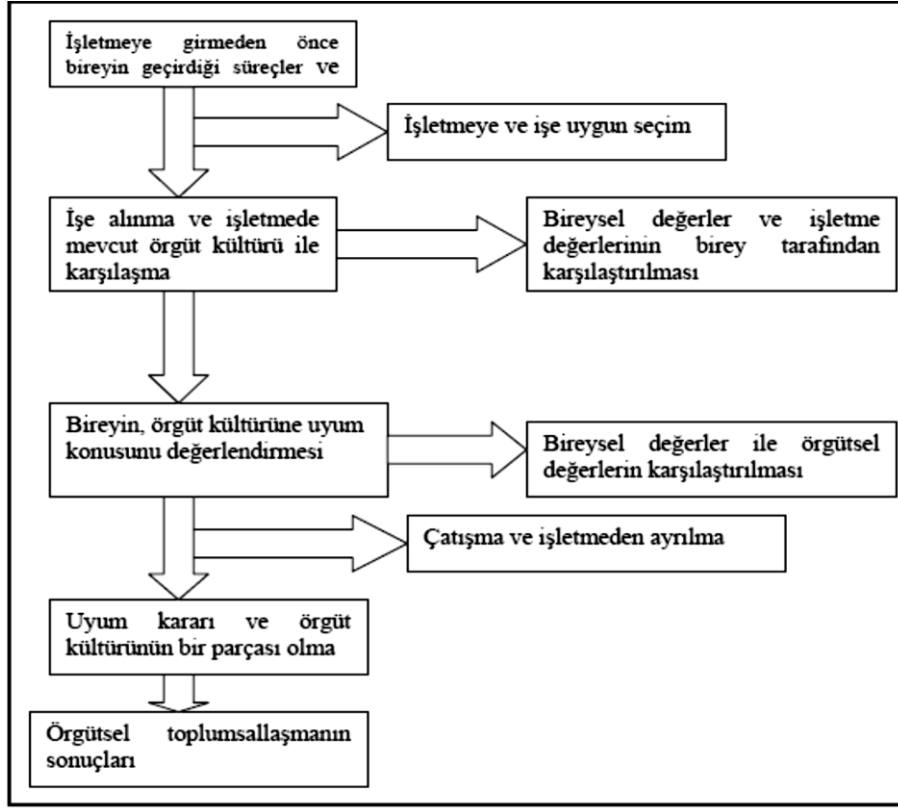 İşletmeye girmeden önce
bireyin geçirdiği süreçler ve
İşletmeye ve işe uygun seçim
İşe alınma ve işletmede
mevcut örgüt kültürü ile
karşılaşma
Bireysel değerler ve işletme
değerlerinin birey tarafından
karşılaştırılması
Bireyin, örgüt kültürüne uyum
konusunu değerlendirmesi
Bireysel değerler ile örgütsel
değerlerin karşılaştırılması
Çatışma ve işletmeden ayrılma
Uyum kararı ve örgüt
kültürünün bir parçası olma
Örgütsel toplumsallaşmanın
sonuçları